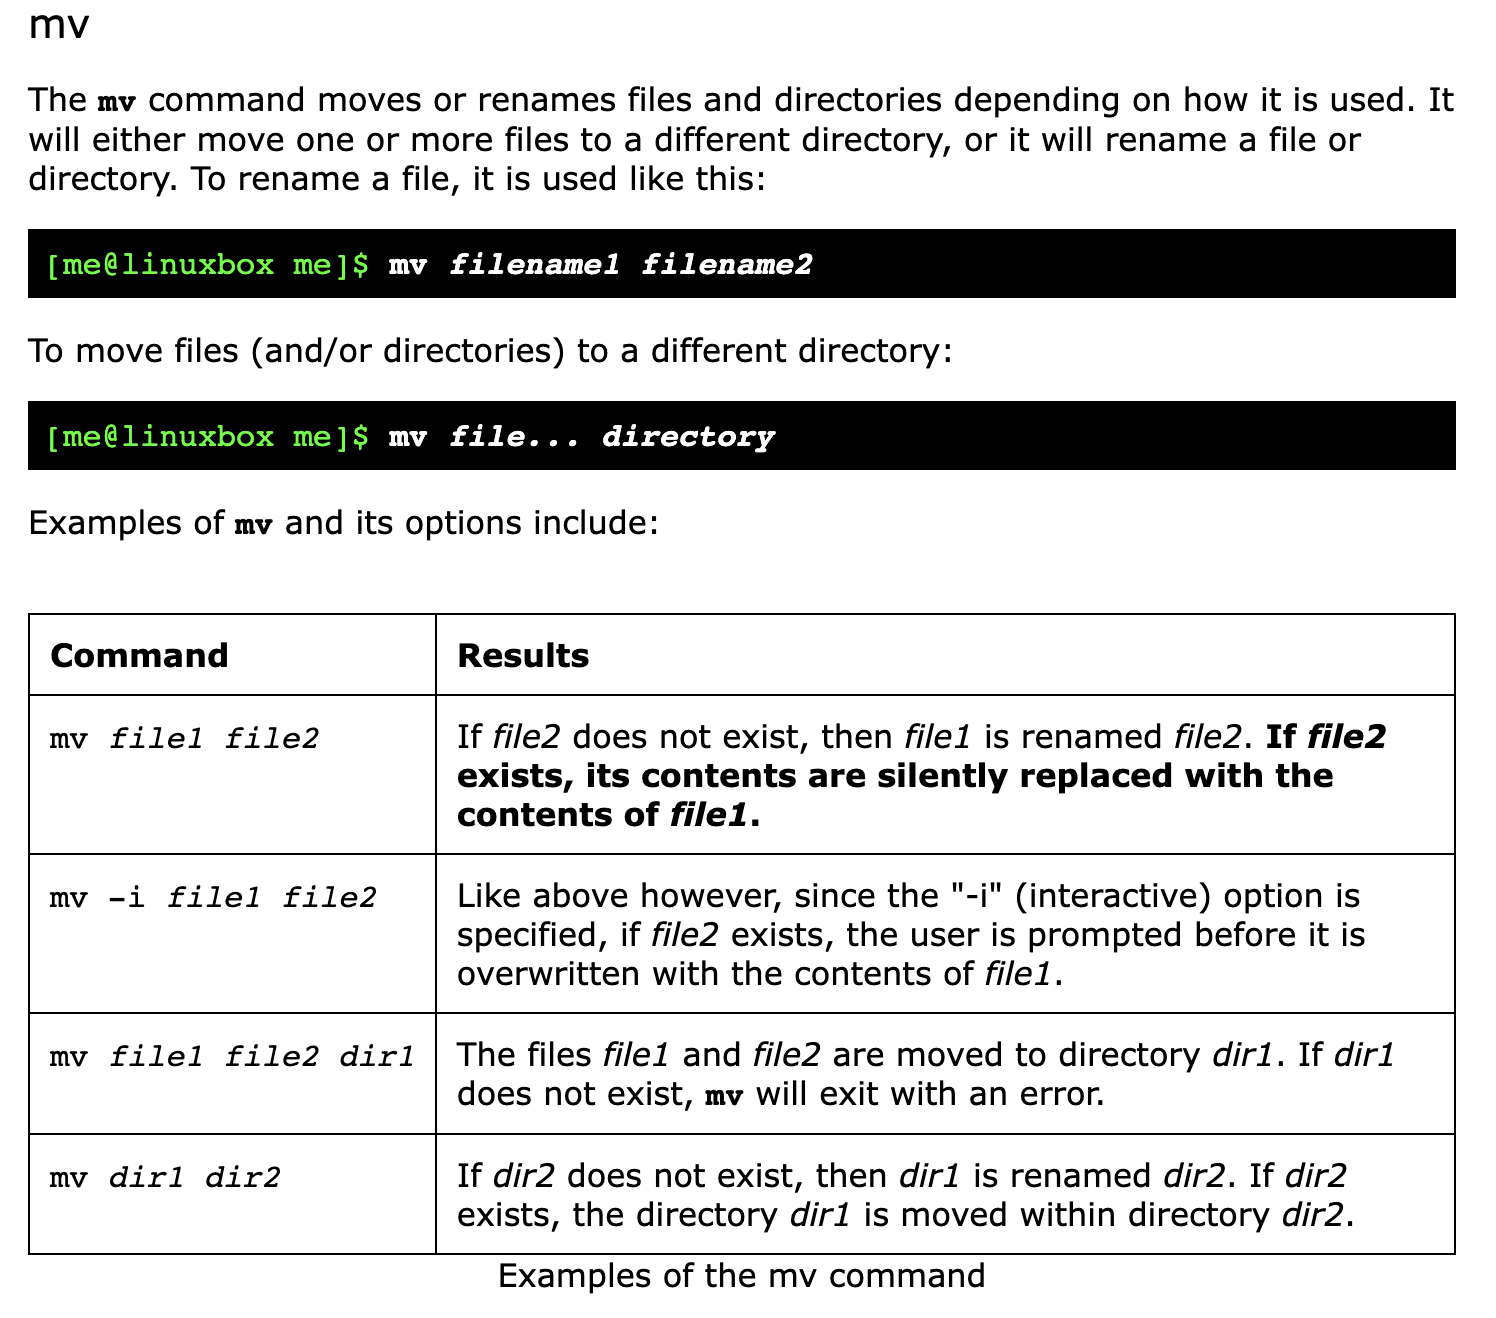 mv
The mv command moves or renames files and directories depending on how it is used. It
will either move one or more files to a different directory, or it will rename a file or
directory. To rename a file, it is used like this:
[me@linuxbox me]$ mv filename1 filename2
To move files (and/or directories) to a different directory:
[me@linuxbox me]$ mv file... directory
Examples of mv and its options include:
Command Results
mv file1 file2 If file2 does not exist, then file1 is renamed file2. If file2
exists, its contents are silently replaced with the
contents of file1.
mv -i file1 file2 Like above however, since the "-i" (interactive) option is
specified, if file2 exists, the user is prompted before it is
overwritten with the contents of file1.
mv file1 file2 dir1 The files file1 and file2 are moved to directory dir1. If dir1
does not exist, mv will exit with an error.
mv dir1 dir2 If dir2 does not exist, then dir1 is renamed dir2. If dir2
exists, the directory dir1 is moved within directory dir2.
Examples of the mv command